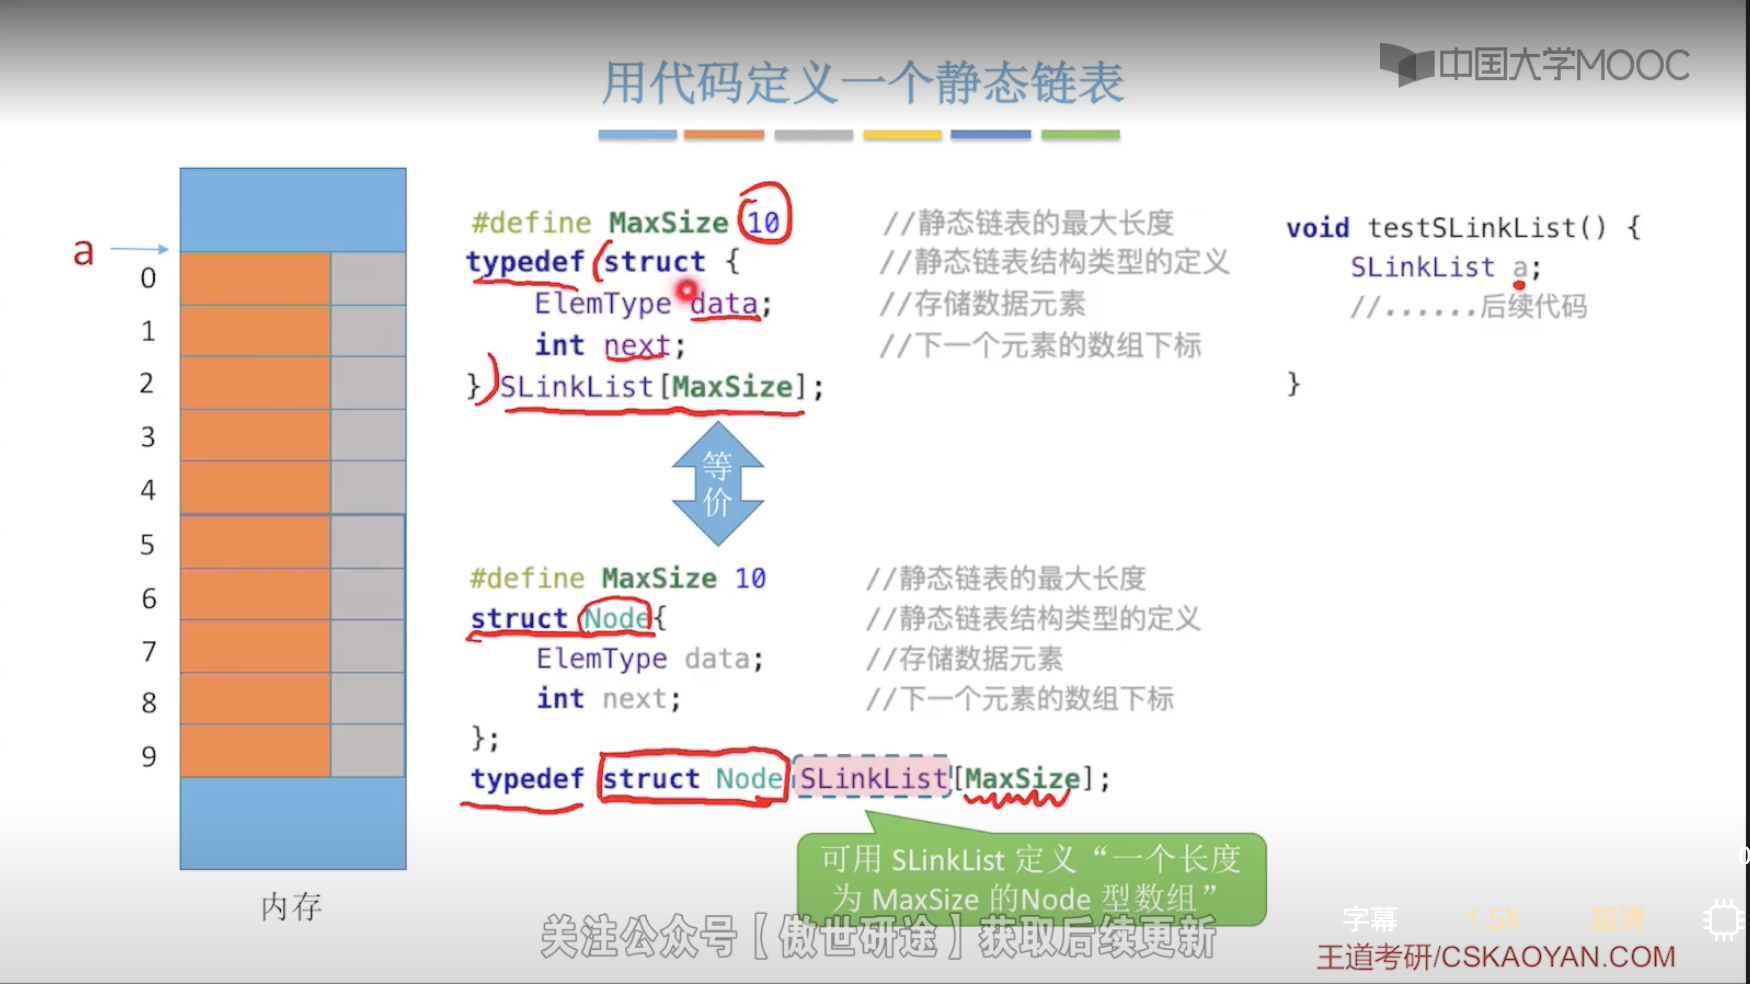 中国大学MOOC
用代码定义一个静态链表
a
0
1
2
3
4
5
6
7
8
9
内存
#define MaxSize 10 //静态链表的最大长度
typedef struct { //静态链表结构类型的定义
ElemType data; //存储数据元素
int next; //下一个元素的数组下标
} SLinkList[MaxSize];
等价
#define MaxSize 10 //静态链表的最大长度
struct Node{ //静态链表结构类型的定义
ElemType data; //存储数据元素
int next; //下一个元素的数组下标
};
typedef struct Node SLinkList[MaxSize];
可用 SLinkList 定义“一个长度
为 MaxSize 的Node 型数组”
void testSLinkList() {
SLinkList a;
//......后续代码
}
关注公众号【傲世研途】获取后续更新
字幕 1.5X 超清
王道考研/CSKAOYAN.COM